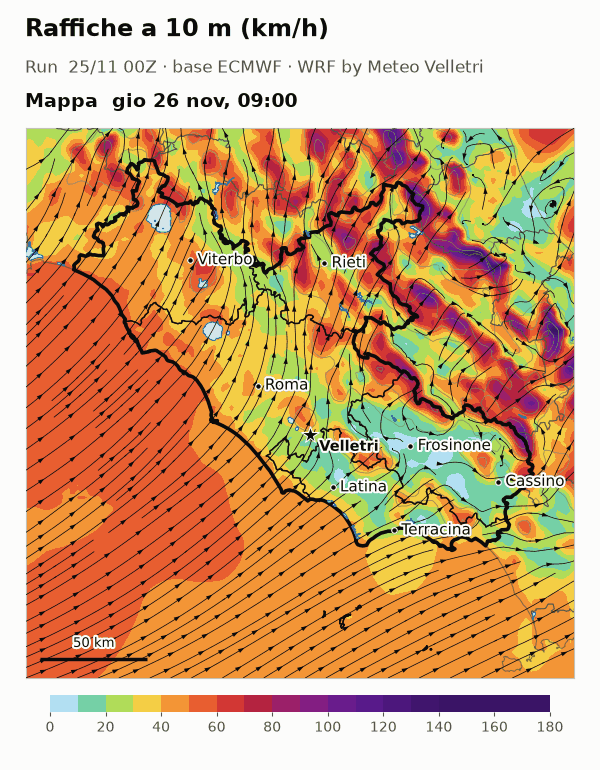 Raffiche a 10 m (km/h)
Run 25/11 00Z · base ECMWF · WRF by Meteo Velletri
Mappa gio 26 nov, 09:00
Viterbo
Rieti
Roma
Velletri
Frosinone
Cassino
Latina
Terracina
50 km
0 20 40 60 80 100 120 140 160 180